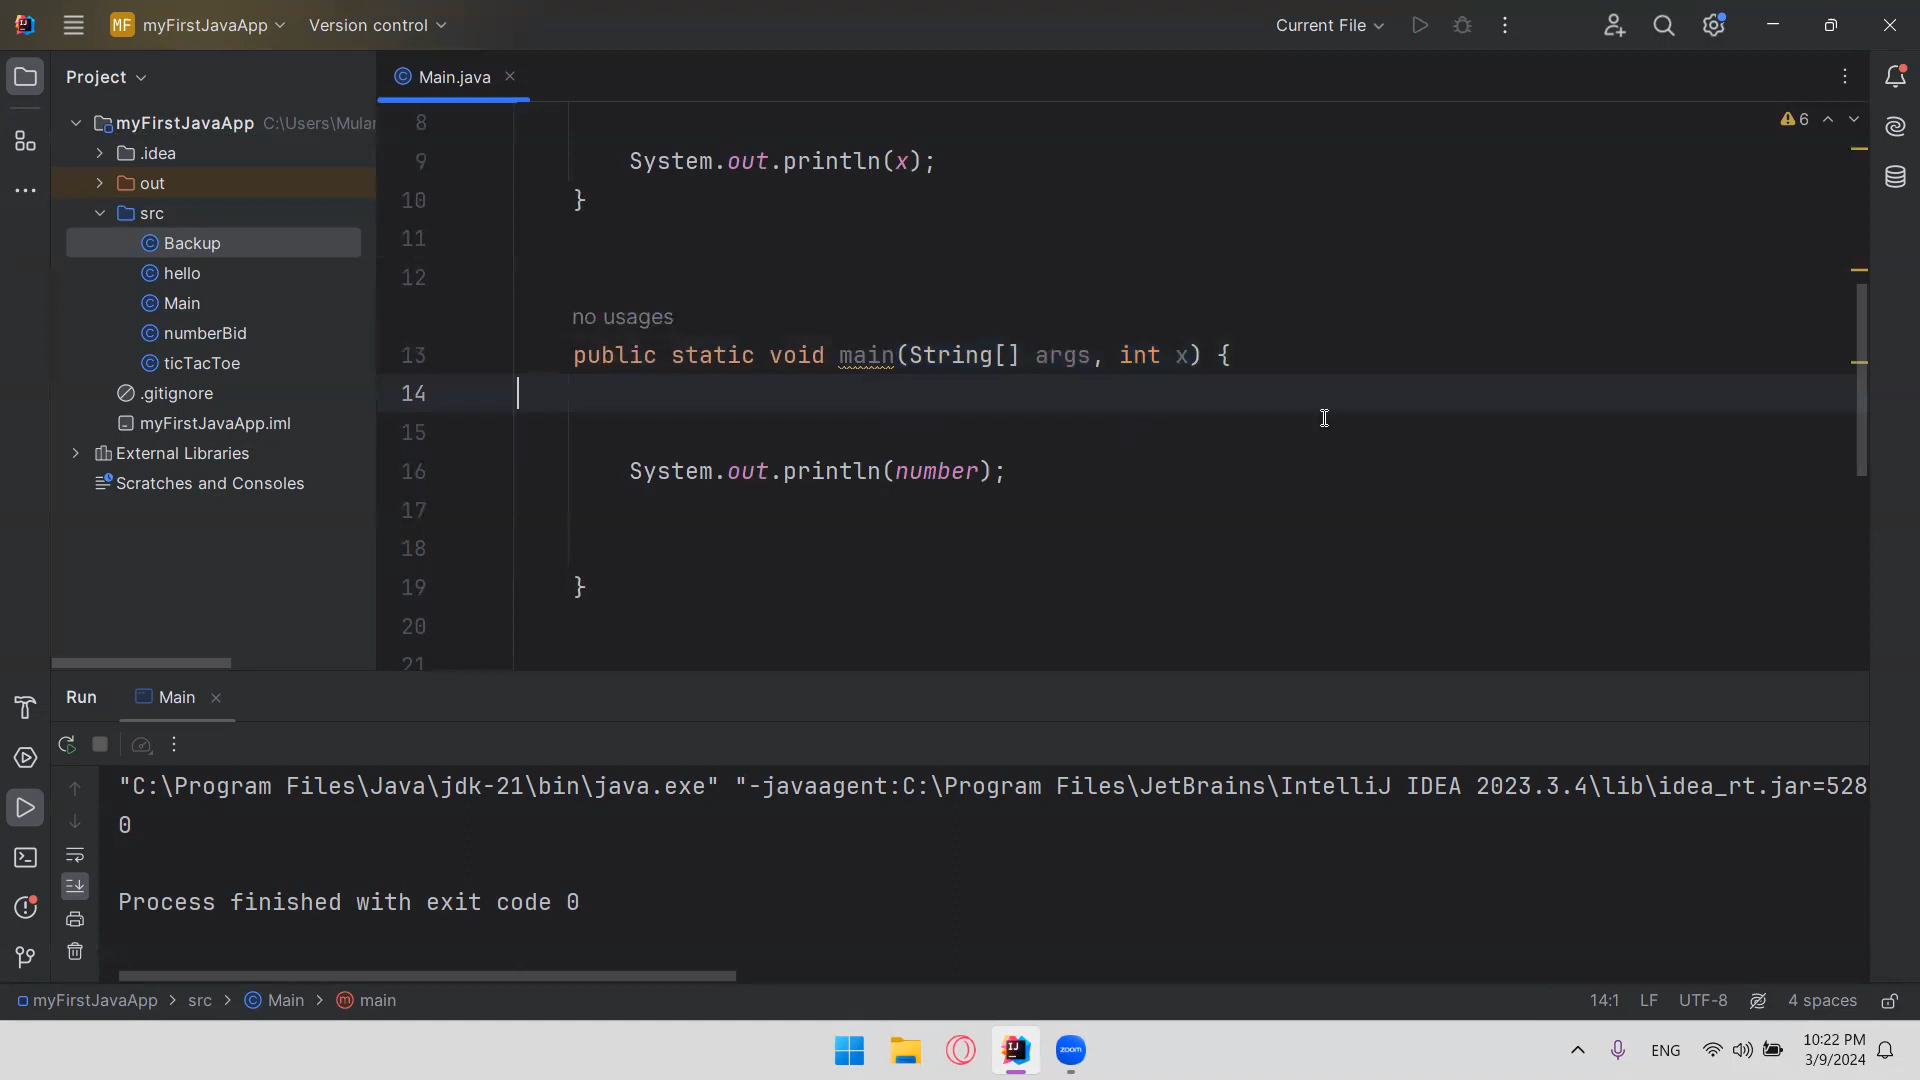 MF myFirstJavaApp Version control Current File
Project
Main.java
myFirstJavaApp C:\Users\Mular
.idea
out
src
Backup
hello
Main
numberBid
ticTacToe
.gitignore
myFirstJavaApp.iml
External Libraries
Scratches and Consoles
6
8
9 System.out.println(x);
10 }
11
12
no usages
13 public static void main(String[] args, int x) {
14
15
16 System.out.println(number);
17
18
19 }
20
21
Run Main
"C:\Program Files\Java\jdk-21\bin\java.exe" "-javaagent:C:\Program Files\JetBrains\IntelliJ IDEA 2023.3.4\lib\idea_rt.jar=528
0
Process finished with exit code 0
myFirstJavaApp > src > Main > main 14:1 LF UTF-8 4 spaces
IJ zoom ENG 10:22 PM
3/9/2024